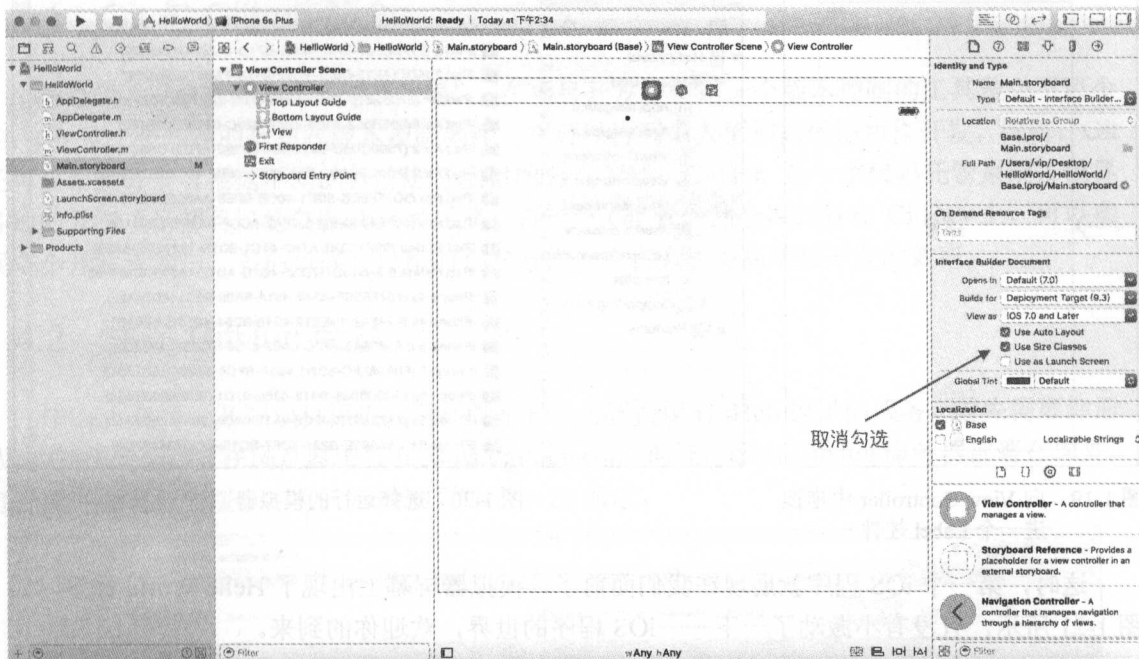 HellloWorld
iPhone 6s Plus
HellloWorld: Ready | Today at 下午2:34
HellloWorld
HellloWorld
Main.storyboard
Main.storyboard (Base)
View Controller Scene
View Controller
HellloWorld
HellloWorld
AppDelegate.h
AppDelegate.m
ViewController.h
ViewController.m
Main.storyboard M
Assets.xcassets
LaunchScreen.storyboard
Info.plist
Supporting Files
Products
View Controller Scene
View Controller
Top Layout Guide
Bottom Layout Guide
View
First Responder
Exit
Storyboard Entry Point
Identity and Type
Name Main.storyboard
Type Default - Interface Builder...
Location Relative to Group
Base.lproj/
Main.storyboard
Full Path /Users/vip/Desktop/
HellloWorld/HellloWorld/
Base.lproj/Main.storyboard
On Demand Resource Tags
Tags
Interface Builder Document
Opens in Default (7.0)
Builds for Deployment Target (9.3)
View as iOS 7.0 and Later
Use Auto Layout
Use Size Classes
Use as Launch Screen
Global Tint Default
取消勾选
Localization
Base
English Localizable Strings
View Controller - A controller that
manages a view.
Storyboard Reference - Provides a
placeholder for a view controller in an
external storyboard.
Navigation Controller - A
controller that manages navigation
through a hierarchy of views.
Filter
wAny hAny
Filter